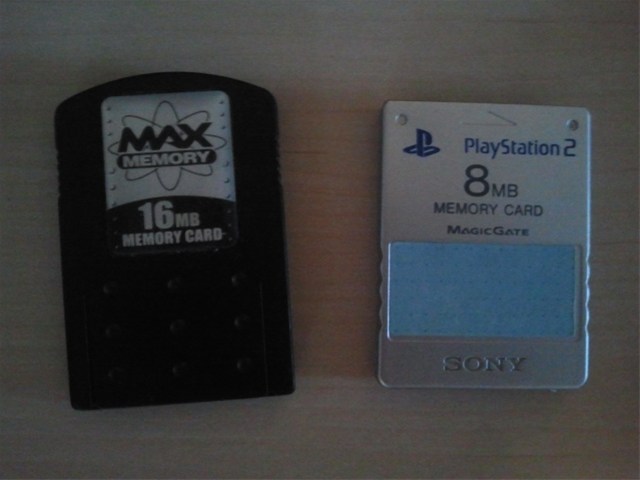 MAX
MEMORY
16MB
MEMORY CARD
PlayStation 2
8MB
MEMORY CARD
MAGICGATE
SONY